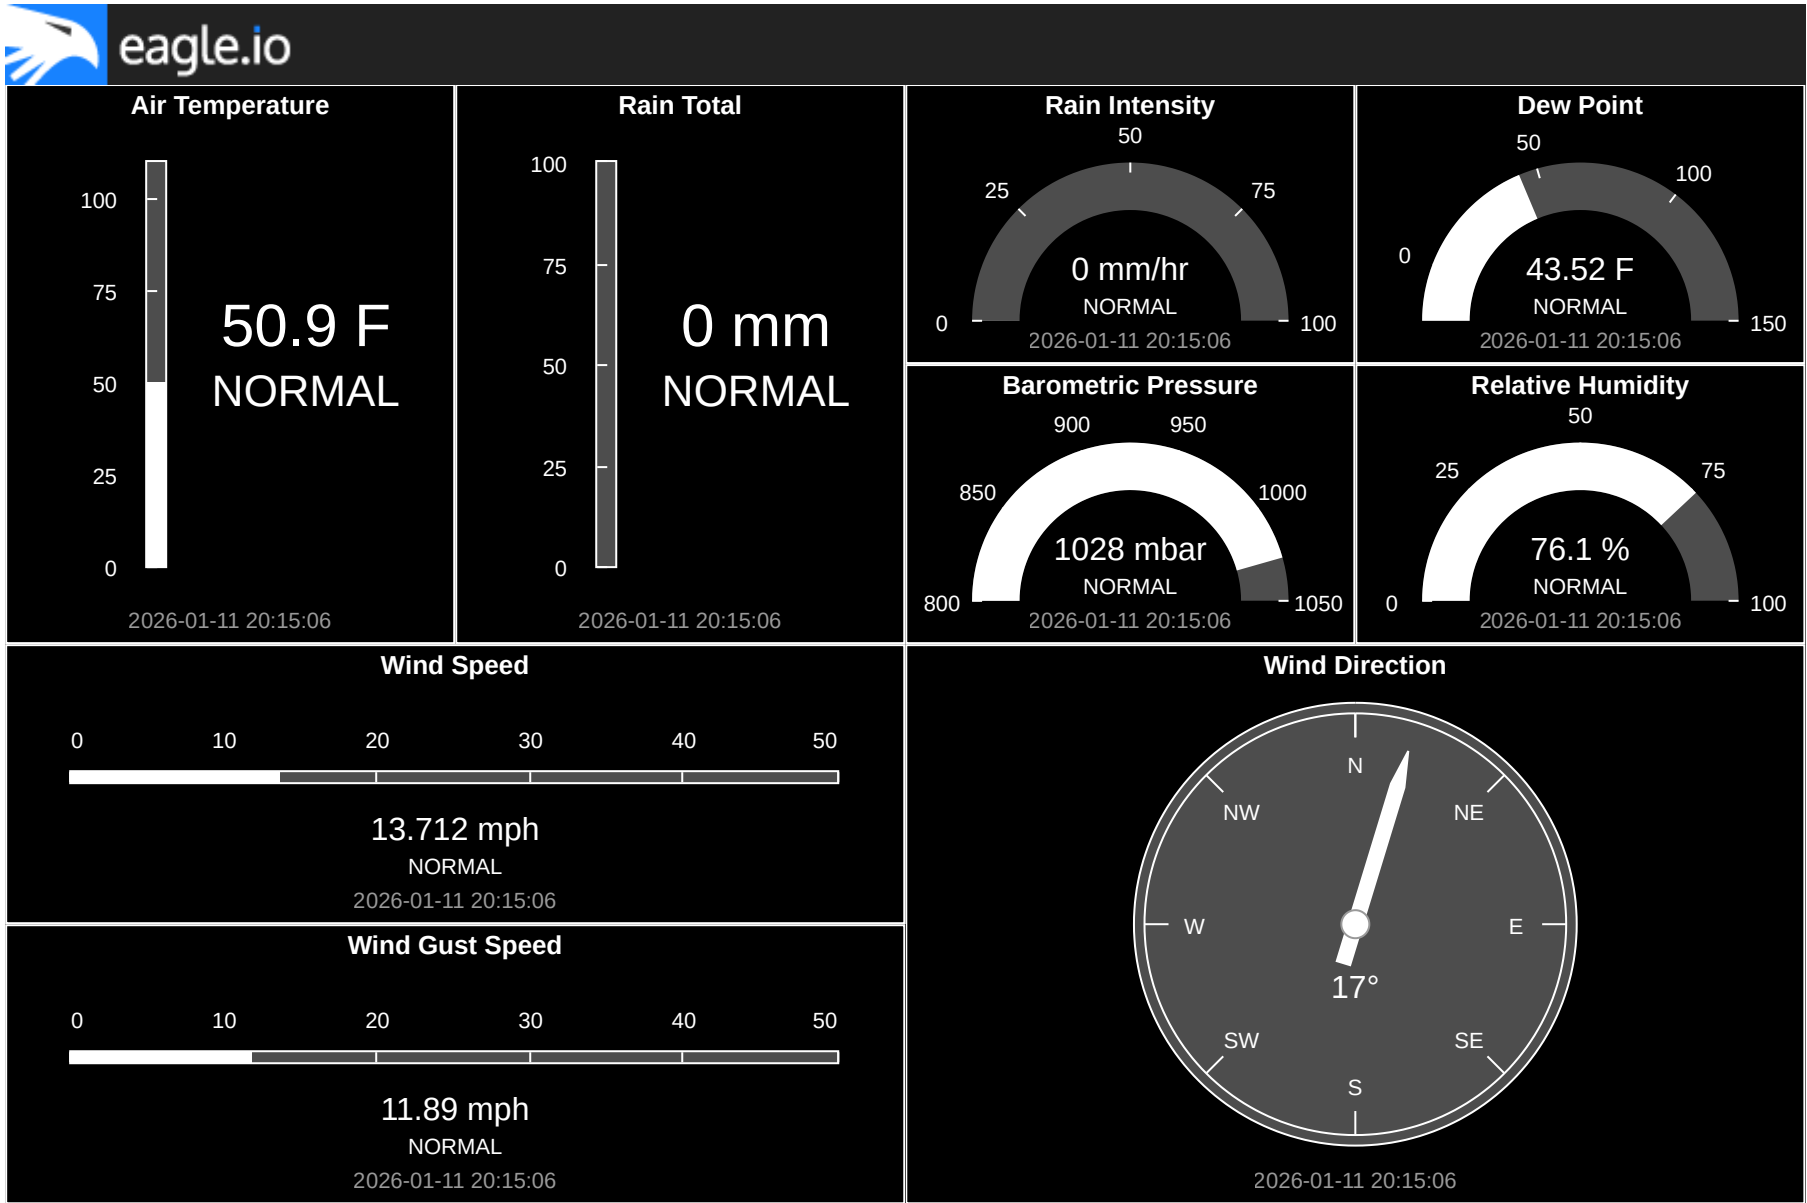 eagle.io
Air Temperature
100
75
50
25
0
50.9 F
NORMAL
2026-01-11 20:15:06
Rain Total
100
75
50
25
0
0 mm
NORMAL
2026-01-11 20:15:06
Rain Intensity
0
25
50
75
100
0 mm/hr
NORMAL
2026-01-11 20:15:06
Dew Point
0
50
100
150
43.52 F
NORMAL
2026-01-11 20:15:06
Barometric Pressure
800
850
900
950
1000
1050
1028 mbar
NORMAL
2026-01-11 20:15:06
Relative Humidity
0
25
50
75
100
76.1 %
NORMAL
2026-01-11 20:15:06
Wind Speed
0 10 20 30 40 50
13.712 mph
NORMAL
2026-01-11 20:15:06
Wind Gust Speed
0 10 20 30 40 50
11.89 mph
NORMAL
2026-01-11 20:15:06
Wind Direction
N
NW NE
W E
17°
SW SE
S
2026-01-11 20:15:06